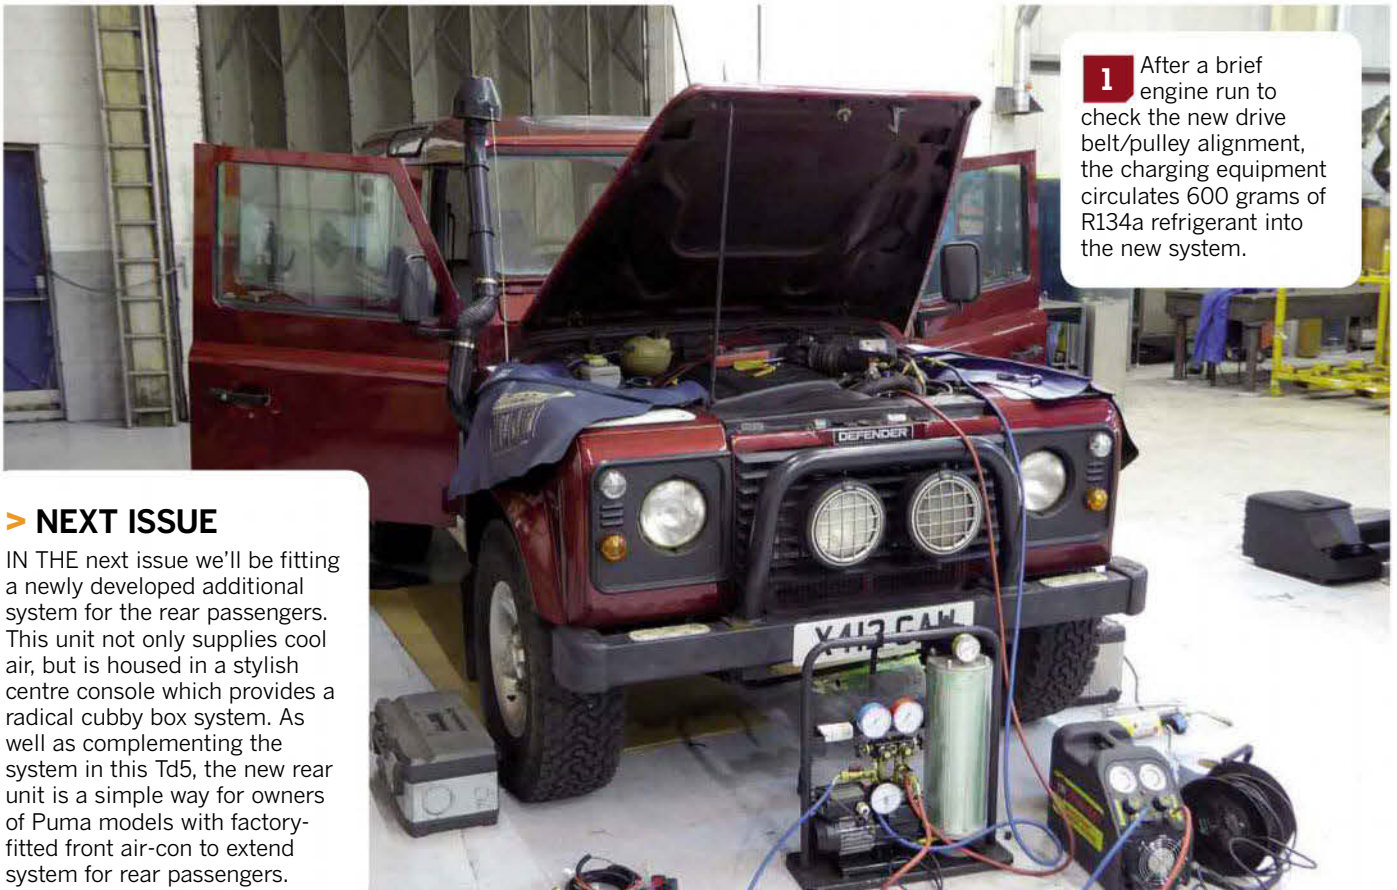 1 After a brief
engine run to
check the new drive
belt/pulley alignment,
the charging equipment
circulates 600 grams of
R134a refrigerant into
the new system.
DEFENDER
> NEXT ISSUE
IN THE next issue we’ll be fitting
a newly developed additional
system for the rear passengers.
This unit not only supplies cool
air, but is housed in a stylish
centre console which provides a
radical cubby box system. As
well as complementing the
system in this Td5, the new rear
unit is a simple way for owners
of Puma models with factory-
fitted front air-con to extend
system for rear passengers.